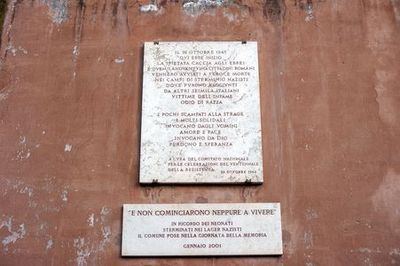 IL 16 OTTOBRE 1943
QUI EBBE INIZIO
LA SPIETATA CACCIA AGLI EBREI
E DUEMILANOVANTUNO CITTADINI ROMANI
VENNERO AVVIATI A FEROCE MORTE
NEI CAMPI DI STERMINIO NAZISTI
DOVE FURONO RAGGIUNTI
DA ALTRI SEIMILA ITALIANI
VITTIME DELL'INFAME
ODIO DI RAZZA
I POCHI SCAMPATI ALLA STRAGE
I MOLTI SOLIDALI
INVOCANO DAGLI UOMINI
AMORE E PACE
INVOCANO DA DIO
PERDONO E SPERANZA
A CURA DEL COMITATO NAZIONALE
PER LE CELEBRAZIONI DEL VENTENNALE
DELLA RESISTENZA
25 OTTOBRE 1964
"E NON COMINCIARONO NEPPURE A VIVERE"
IN RICORDO DEI NEONATI
STERMINATI NEI LAGER NAZISTI
IL COMUNE POSE NELLA GIORNATA DELLA MEMORIA
GENNAIO 2001